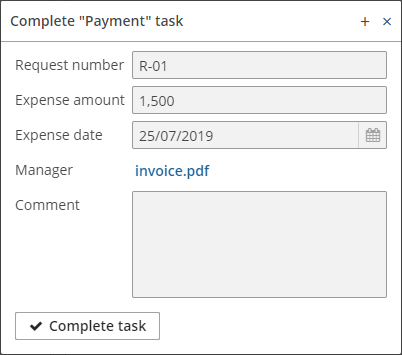 Complete "Payment" task
Request number R-01
Expense amount 1,500
Expense date 25/07/2019
Manager invoice.pdf
Comment
Complete task